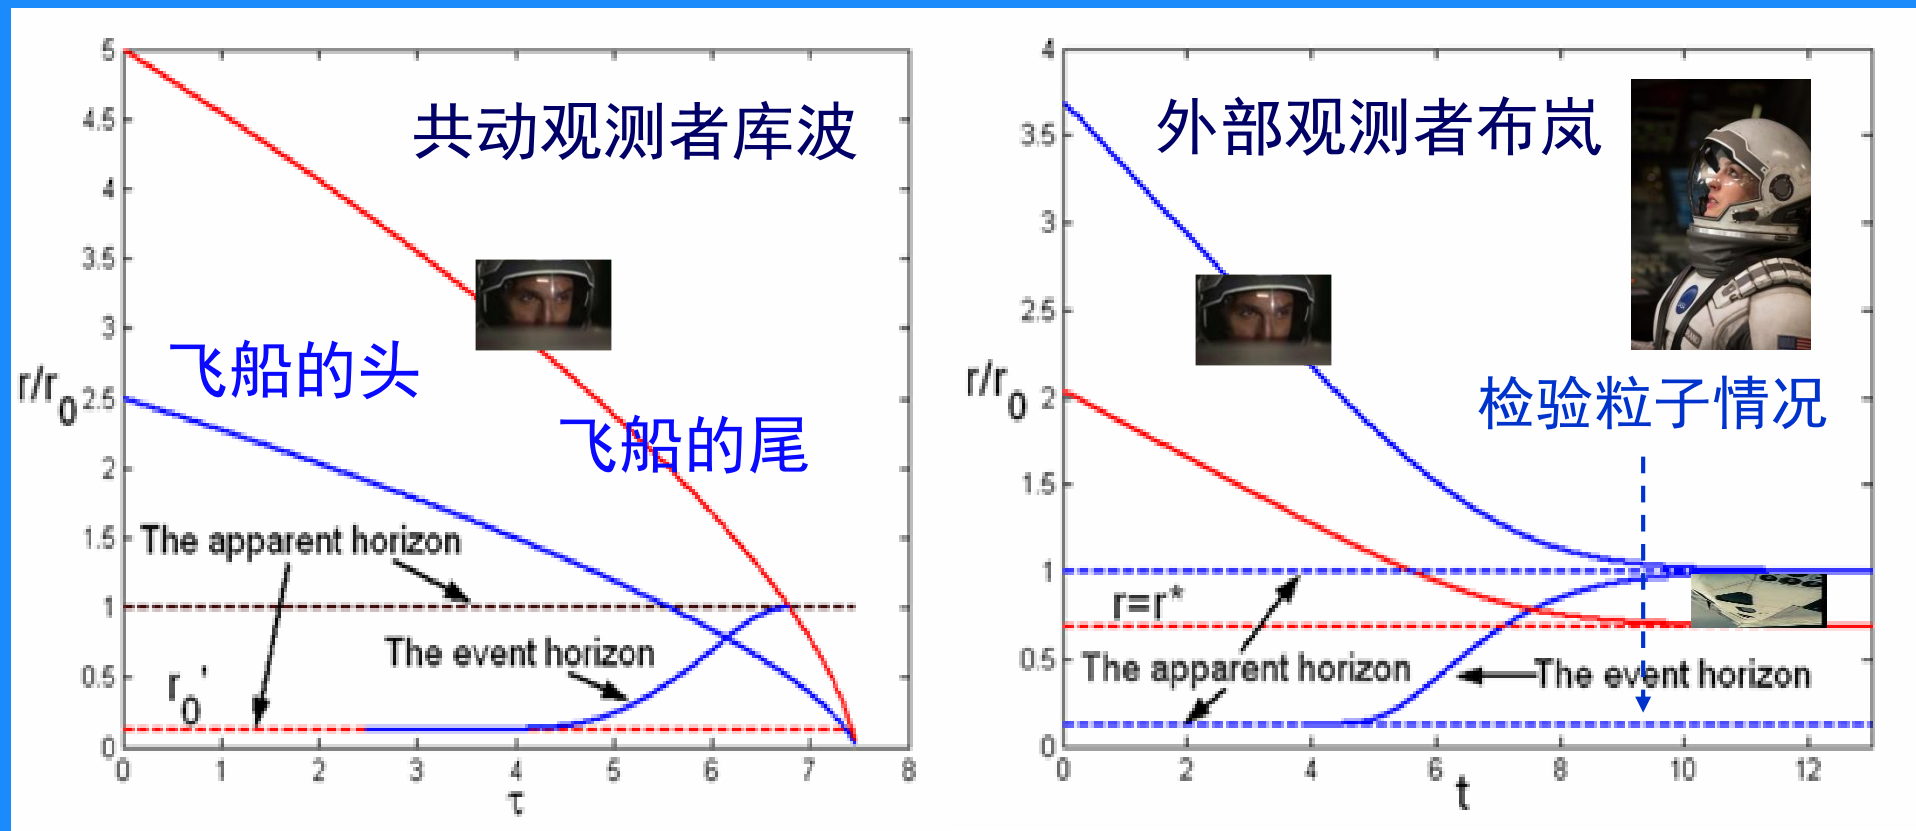 共动观测者库波
飞船的头
飞船的尾
The apparent horizon
The event horizon
r0'
r/r0
5
4.5
4
3.5
3
2.5
2
1.5
1
0.5
0
0 1 2 3 4 5 6 7 8
τ
外部观测者布岚
检验粒子情况
r=r*
The apparent horizon
The event horizon
r/r0
4
3.5
3
2.5
2
1.5
1
0.5
0
0 2 4 6 8 10 12
t